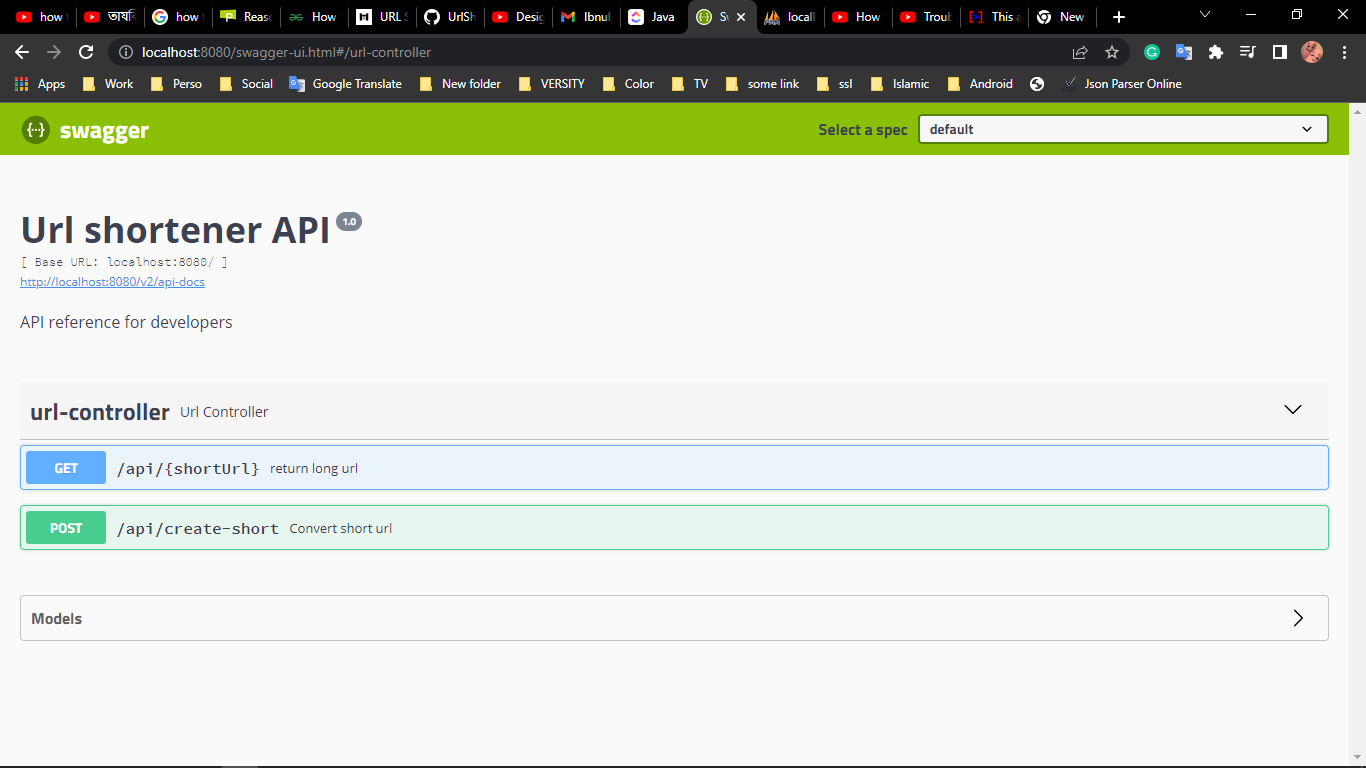 how t তাযকি how t Reas How URL S UrlSh Desig Ibnul Java Sw locall How Troub This a New
localhost:8080/swagger-ui.html#/url-controller
Apps Work Perso Social Google Translate New folder VERSITY Color TV some link ssl Islamic Android Json Parser Online
{··} swagger Select a spec default
Url shortener API 1.0
[ Base URL: localhost:8080/ ]
http://localhost:8080/v2/api-docs
API reference for developers
url-controller Url Controller
GET /api/{shortUrl} return long url
POST /api/create-short Convert short url
Models